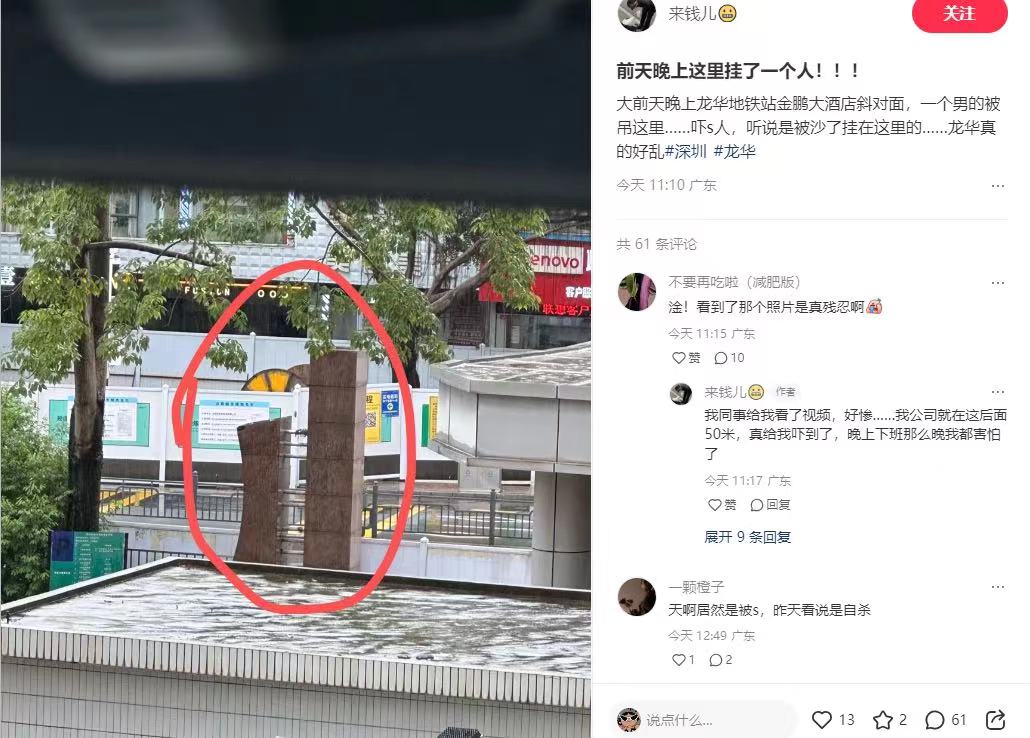 来钱儿😬
关注
前天晚上这里挂了一个人！！！
大前天晚上龙华地铁站金鹏大酒店斜对面，一个男的被
吊这里......吓s人，听说是被沙了挂在这里的......龙华真
的好乱#深圳 #龙华
今天 11:10 广东
共 61 条评论
不要再吃啦（减肥版）
淦！看到了那个照片是真残忍啊
今天 11:15 广东
赞 10
来钱儿😬 作者
我同事给我看了视频，好惨......我公司就在这后面
50米，真给我吓到了，晚上下班那么晚我都害怕
了
今天 11:17 广东
赞 回复
展开 9 条回复
一颗橙子
天啊居然是被s，昨天看说是自杀
今天 12:49 广东
1 2
说点什么...
13 2 61
FUSION
enovo
客户
联想客户
程